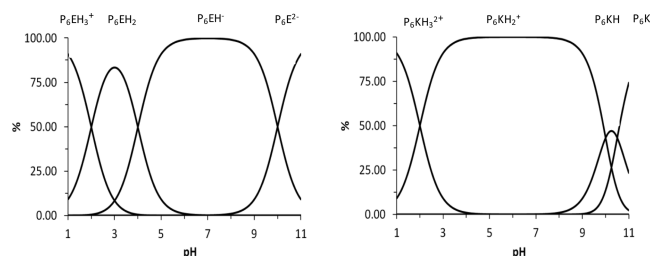 P₆EH₃⁺ P₆EH₂ P₆EH⁻ P₆E²⁻
100.00
75.00
50.00
25.00
0.00
%
1 3 5 7 9 11
pH
P₆KH₃²⁺ P₆KH₂⁺ P₆KH P₆K
100.00
75.00
50.00
25.00
0.00
%
1 3 5 7 9 11
pH